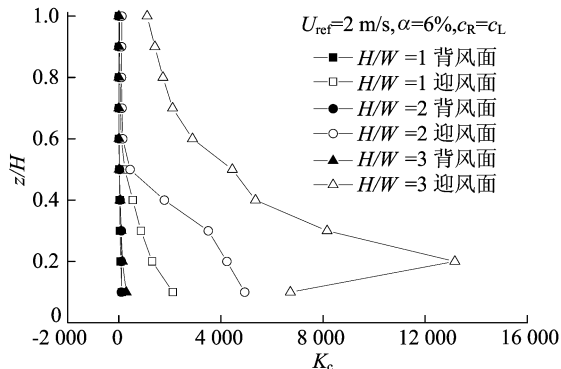 U_ref=2 m/s,α=6%,c_R=c_L
H/W =1 背风面
H/W =1 迎风面
H/W =2 背风面
H/W =2 迎风面
H/W =3 背风面
H/W =3 迎风面
z/H
1.0
0.8
0.6
0.4
0.2
0
-2 000 0 4 000 8 000 12 000 16 000
K_c